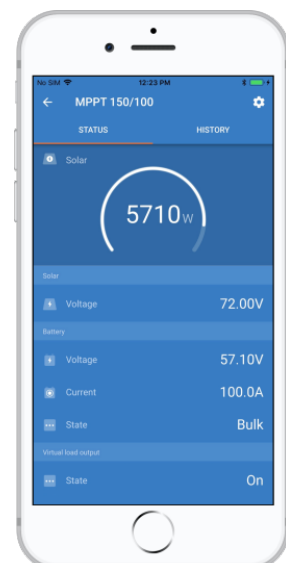 No SIM 12:23 PM
← MPPT 150/100
STATUS HISTORY
Solar
5710W
Solar
Voltage 72.00V
Battery
Voltage 57.10V
Current 100.0A
State Bulk
Virtual load output
State On